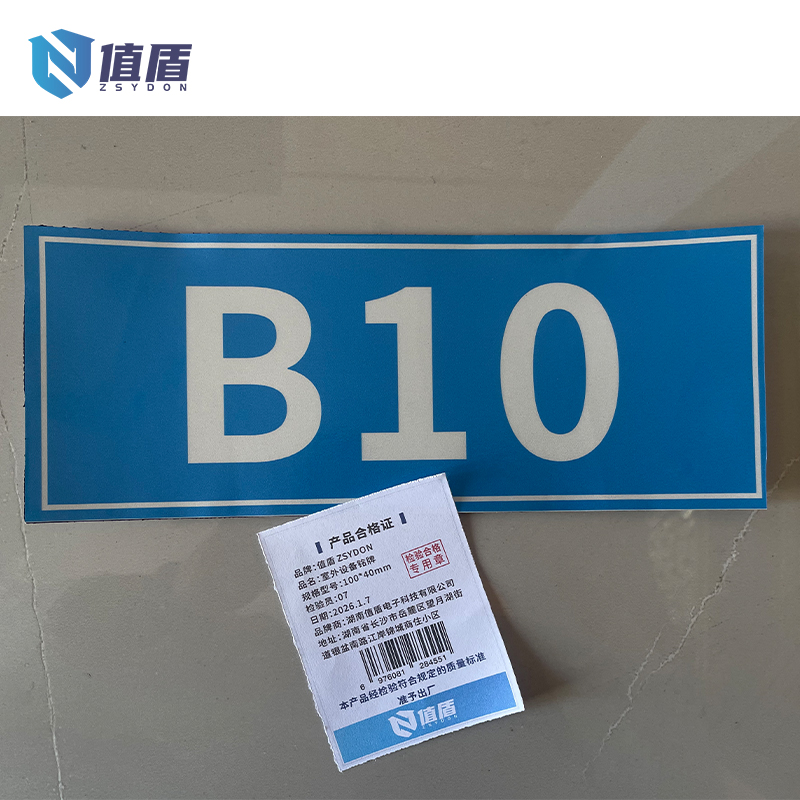 值盾
ZSYDON
B10
产品合格证
品牌:值盾 ZSYDON
品名:室外设备铭牌
规格型号:100*40mm
检验员:07
日期:2026.1.7
品牌商:湖南值盾电子科技有限公司
地址:湖南省长沙市岳麓区望月湖街
道银盆南路江岸锦城商住小区
检验合格
专用章
6 976081 284551
本产品经检验符合规定的质量标准
准予出厂
值盾
ZSYDON